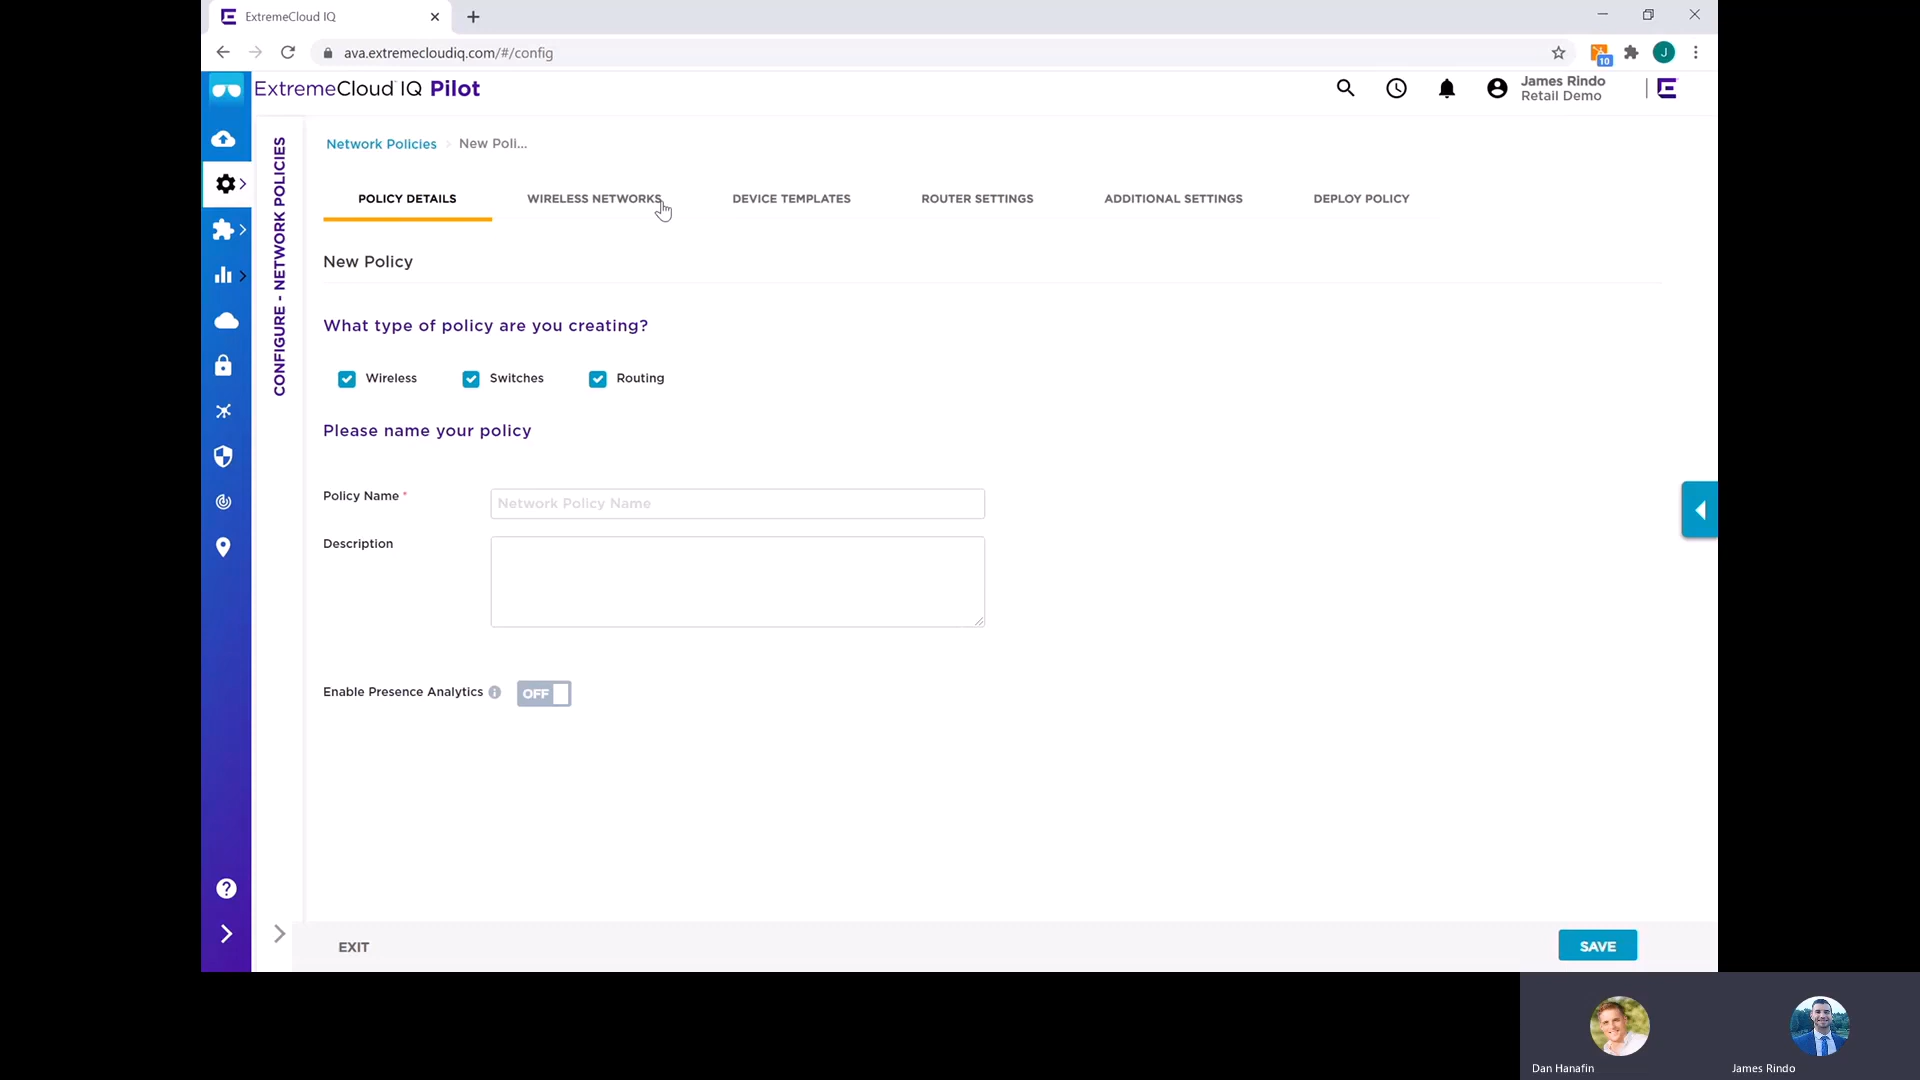 ExtremeCloud IQ
ava.extremecloudiq.com/#/config
10
J
ExtremeCloud IQ Pilot
James Rindo
Retail Demo
CONFIGURE - NETWORK POLICIES
Network Policies > New Poli...
POLICY DETAILS WIRELESS NETWORKS DEVICE TEMPLATES ROUTER SETTINGS ADDITIONAL SETTINGS DEPLOY POLICY
New Policy
What type of policy are you creating?
Wireless Switches Routing
Please name your policy
Policy Name * Network Policy Name
Description
Enable Presence Analytics OFF
EXIT SAVE
Dan Hanafin James Rindo